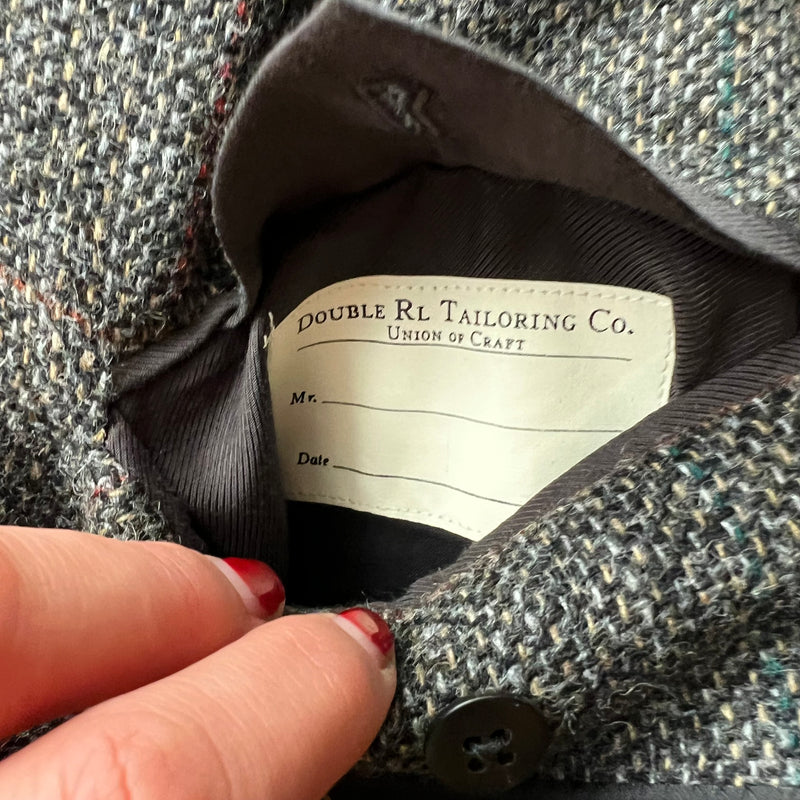 DOUBLE RL TAILORING CO.
UNION OF CRAFT
Mr.
Date